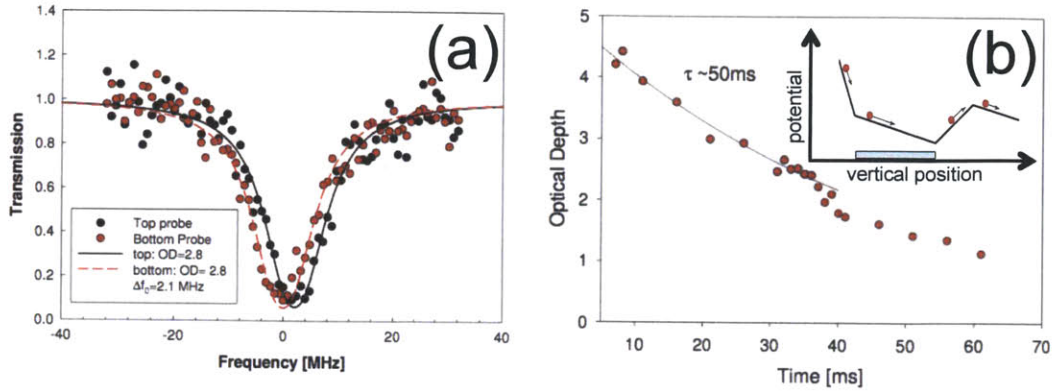 1.4
1.2
1.0
0.8
0.6
0.4
0.2
0.0
Transmission
(a)
Top probe
Bottom Probe
top: OD=2.8
bottom: OD= 2.8
Δf₀=2.1 MHz
-40 -20 0 20 40
Frequency [MHz]
5
4
3
2
1
0
Optical Depth
τ ~50ms
(b)
potential
vertical position
10 20 30 40 50 60 70
Time [ms]